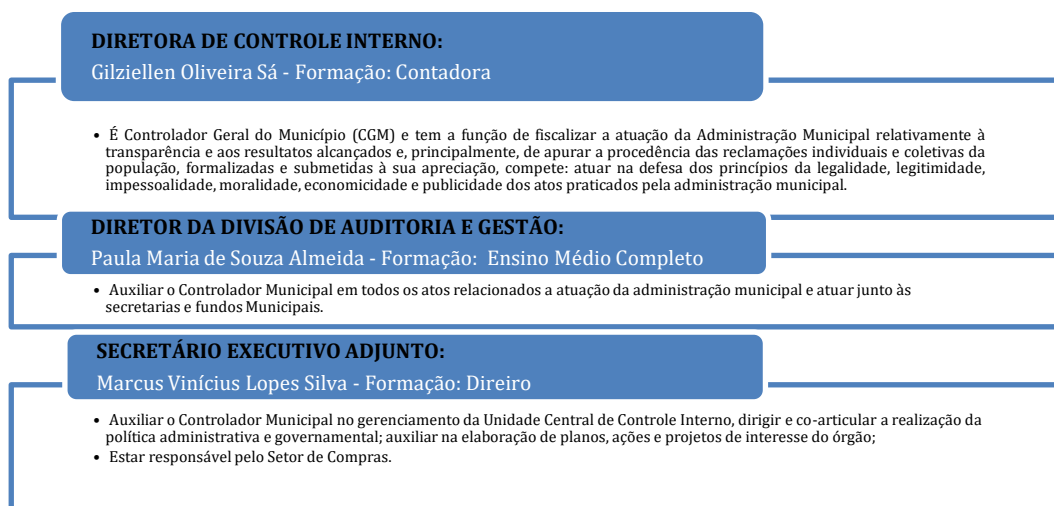 DIRETORA DE CONTROLE INTERNO:
Gilziellen Oliveira Sá - Formação: Contadora
• É Controlador Geral do Município (CGM) e tem a função de fiscalizar a atuação da Administração Municipal relativamente à
transparência e aos resultados alcançados e, principalmente, de apurar a procedência das reclamações individuais e coletivas da
população, formalizadas e submetidas à sua apreciação, compete: atuar na defesa dos princípios da legalidade, legitimidade,
impessoalidade, moralidade, economicidade e publicidade dos atos praticados pela administração municipal.
DIRETOR DA DIVISÃO DE AUDITORIA E GESTÃO:
Paula Maria de Souza Almeida - Formação: Ensino Médio Completo
• Auxiliar o Controlador Municipal em todos os atos relacionados a atuação da administração municipal e atuar junto às
secretarias e fundos Municipais.
SECRETÁRIO EXECUTIVO ADJUNTO:
Marcus Vinícius Lopes Silva - Formação: Direiro
• Auxiliar o Controlador Municipal no gerenciamento da Unidade Central de Controle Interno, dirigir e co-articular a realização da
política administrativa e governamental; auxiliar na elaboração de planos, ações e projetos de interesse do órgão;
• Estar responsável pelo Setor de Compras.